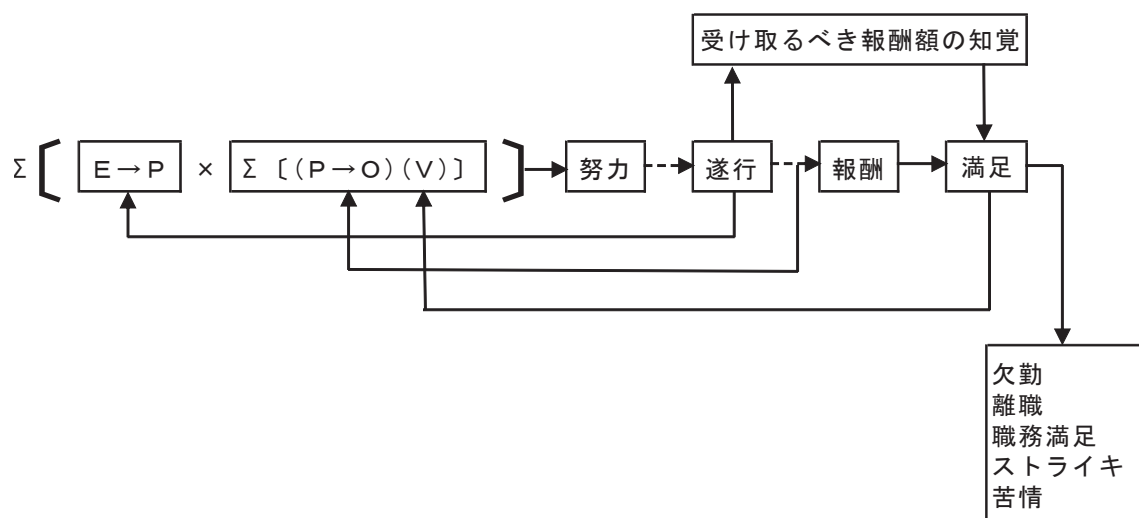 受け取るべき報酬額の知覚
Σ〔 E→P × Σ〔(P→O)(V)〕 〕 努力 遂行 報酬 満足
欠勤
離職
職務満足
ストライキ
苦情